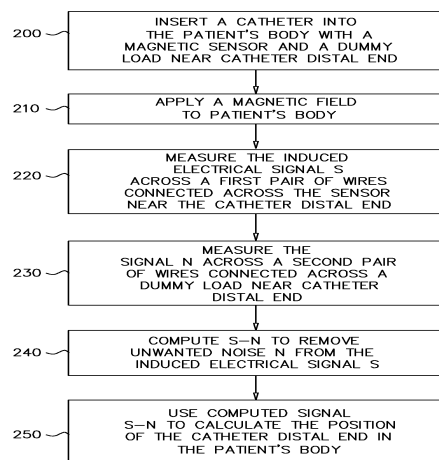 200
INSERT A CATHETER INTO
THE PATIENT'S BODY WITH A
MAGNETIC SENSOR AND A DUMMY
LOAD NEAR CATHETER DISTAL END
210
APPLY A MAGNETIC FIELD
TO PATIENT'S BODY
220
MEASURE THE INDUCED
ELECTRICAL SIGNAL S
ACROSS A FIRST PAIR OF WIRES
CONNECTED ACROSS THE SENSOR
NEAR THE CATHETER DISTAL END
230
MEASURE THE
SIGNAL N ACROSS A SECOND PAIR
OF WIRES CONNECTED ACROSS A
DUMMY LOAD NEAR CATHETER
DISTAL END
240
COMPUTE S-N TO REMOVE
UNWANTED NOISE N FROM THE
INDUCED ELECTRICAL SIGNAL S
250
USE COMPUTED SIGNAL
S-N TO CALCULATE THE POSITION
OF THE CATHETER DISTAL END IN
THE PATIENT'S BODY